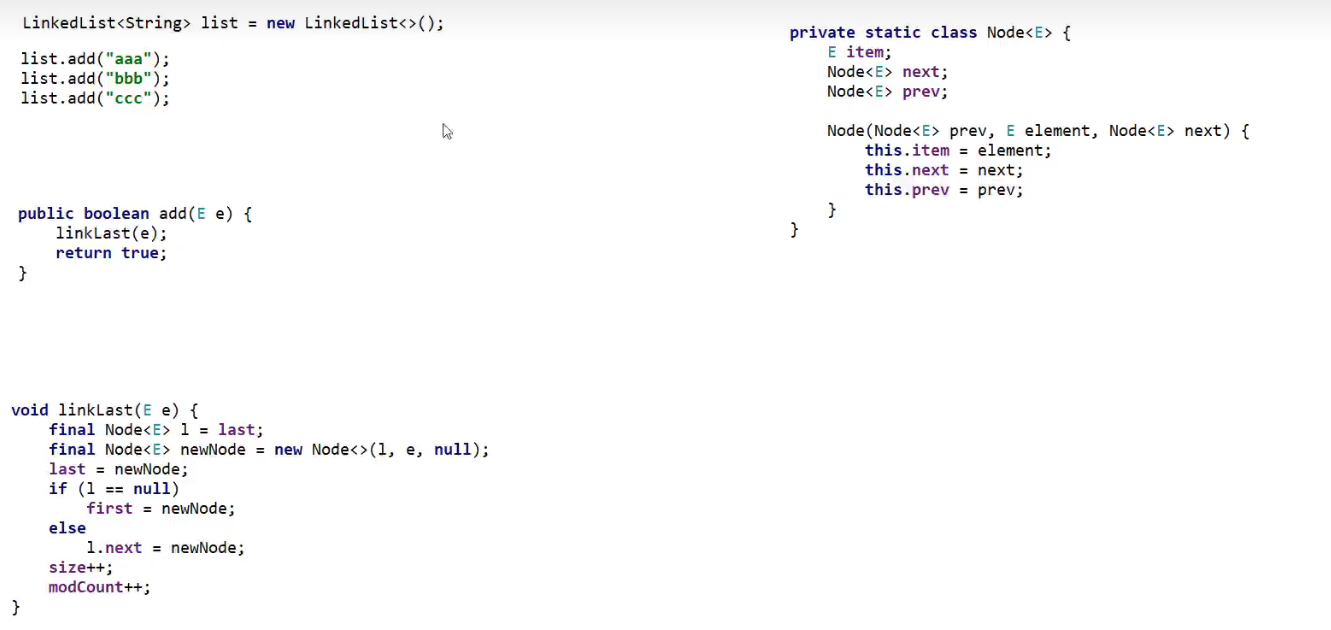 LinkedList<String> list = new LinkedList<>();
list.add("aaa");
list.add("bbb");
list.add("ccc");
public boolean add(E e) {
linkLast(e);
return true;
}
void linkLast(E e) {
final Node<E> l = last;
final Node<E> newNode = new Node<>(l, e, null);
last = newNode;
if (l == null)
first = newNode;
else
l.next = newNode;
size++;
modCount++;
}
private static class Node<E> {
E item;
Node<E> next;
Node<E> prev;
Node(Node<E> prev, E element, Node<E> next) {
this.item = element;
this.next = next;
this.prev = prev;
}
}